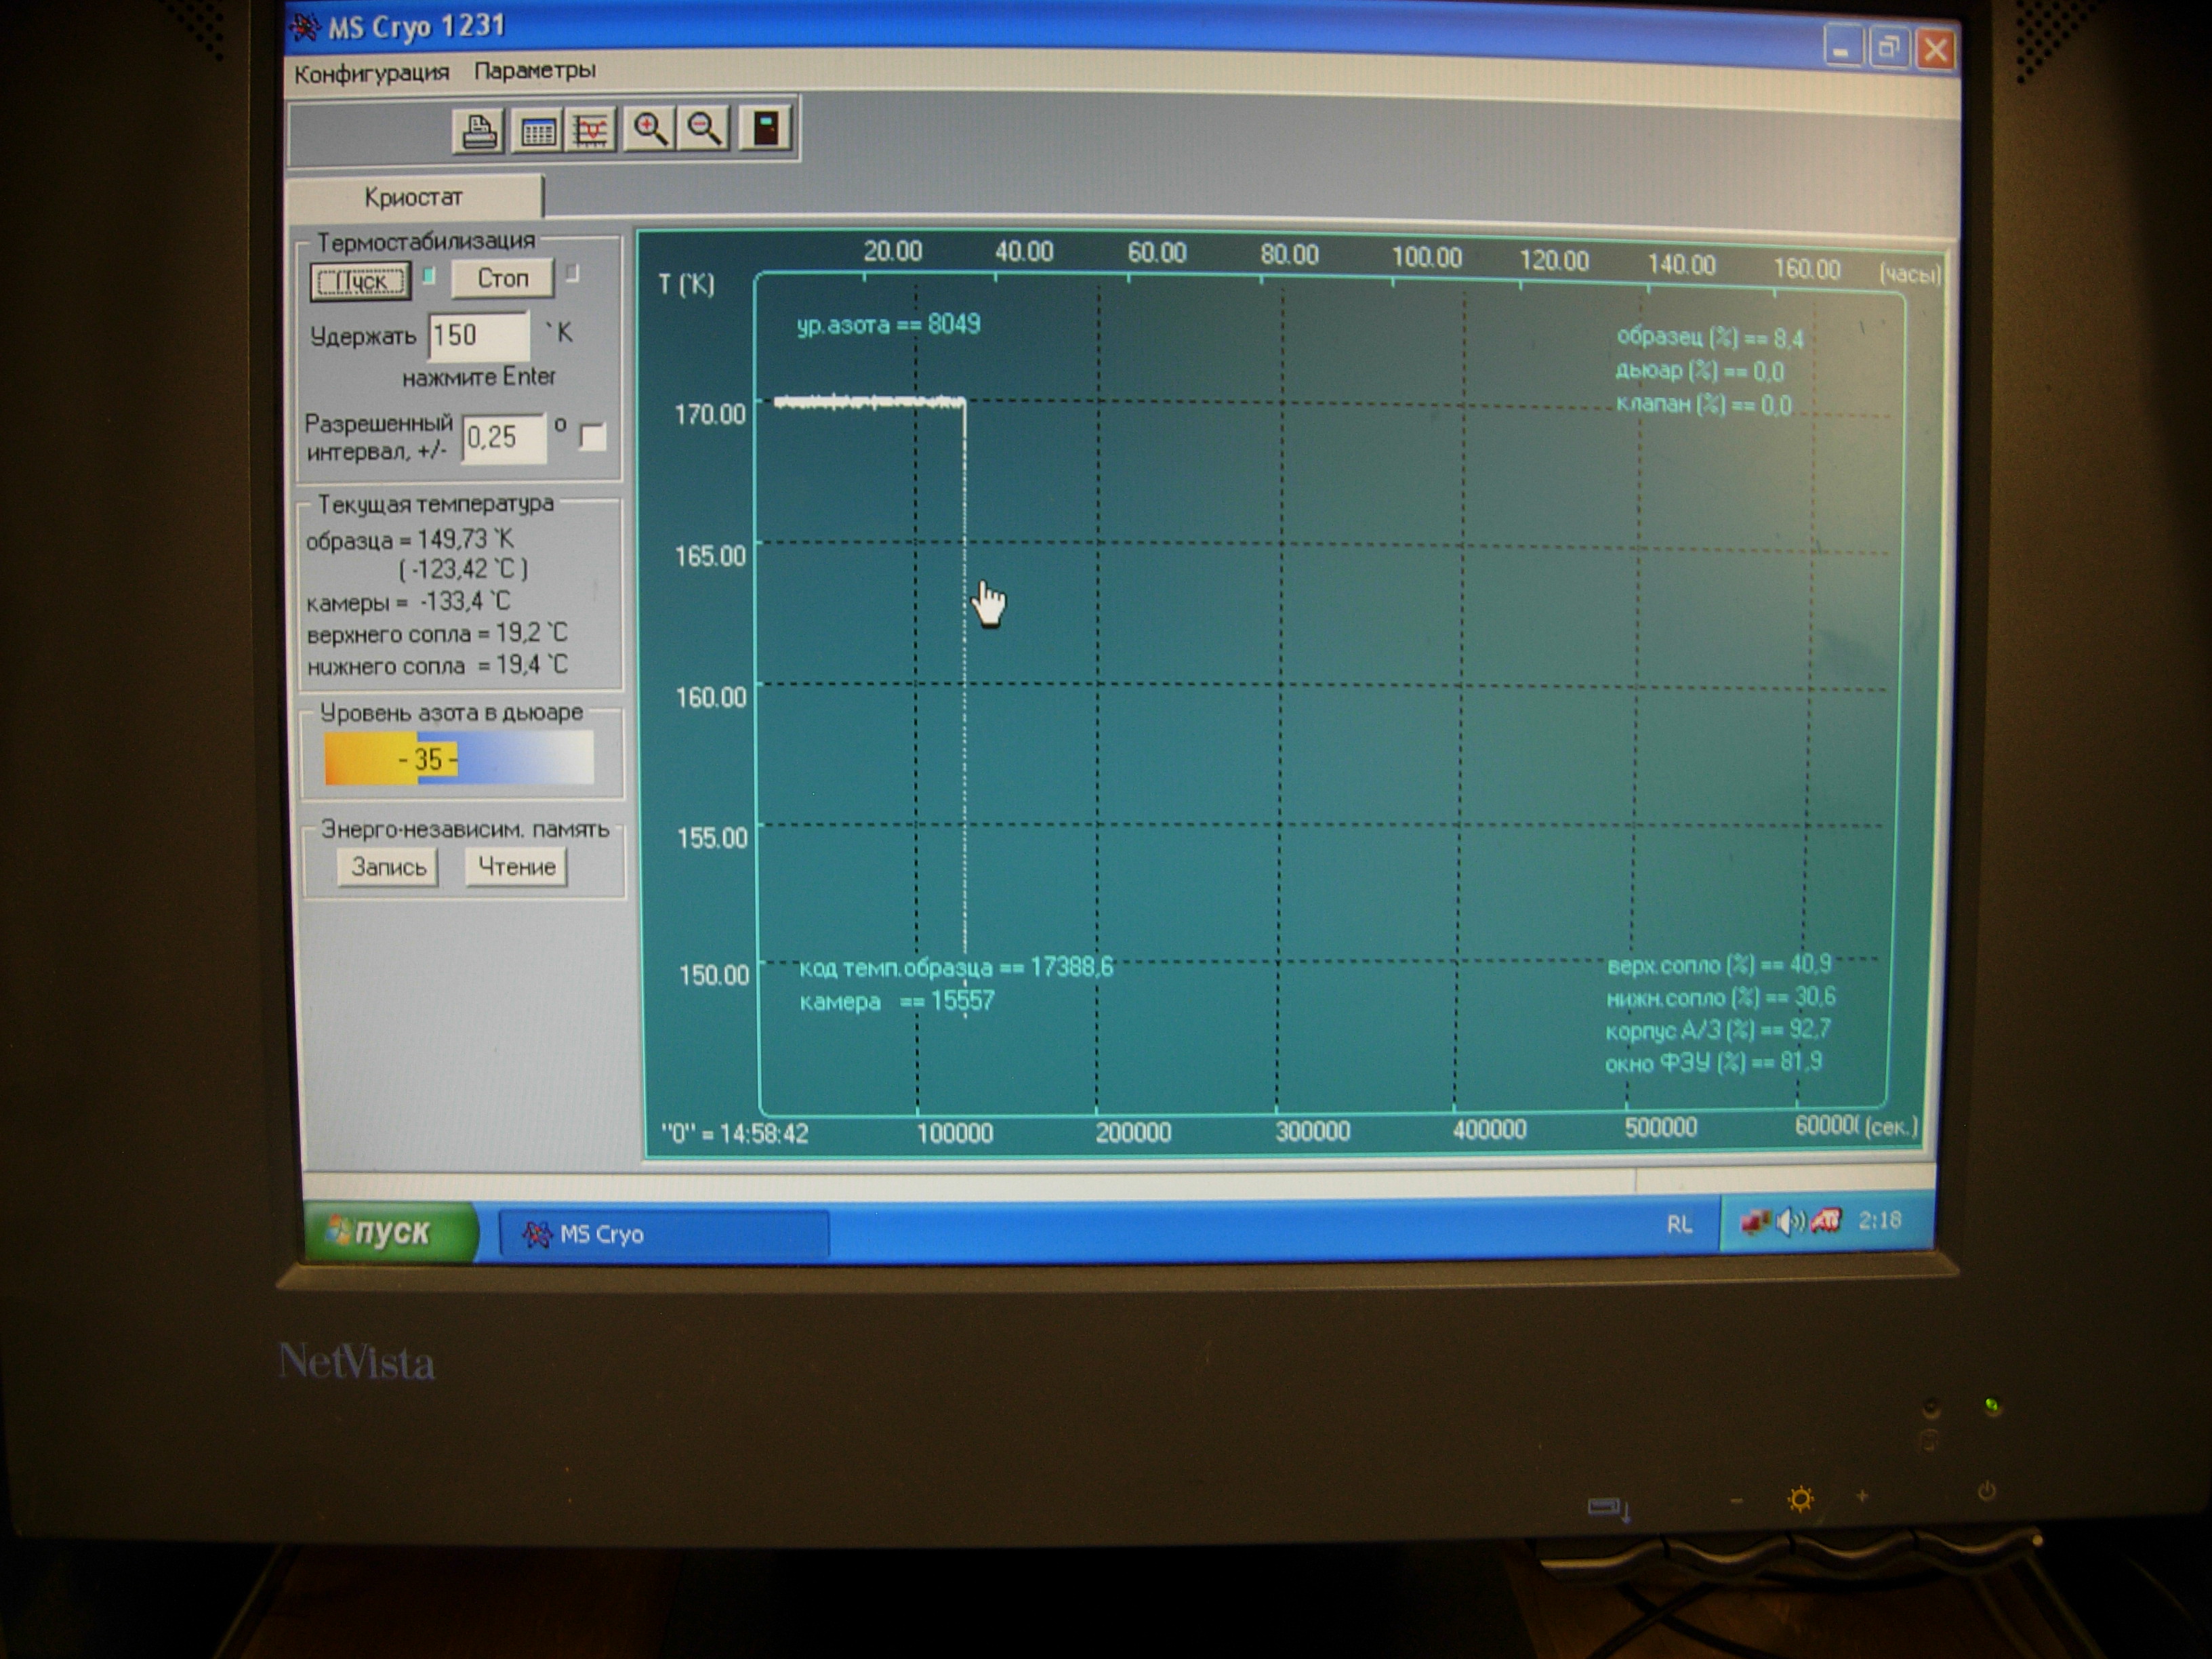 MS Cryo 1231
Конфигурация Параметры
Криостат
Термостабилизация
Пуск Стоп
Удержать 150 `K
нажмите Enter
Разрешенный
интервал, +/- 0,25 o
Текущая температура
образца = 149,73 `K
( -123,42 `C )
камеры = -133,4 `C
верхнего сопла = 19,2 `C
нижнего сопла = 19,4 `C
Уровень азота в дьюаре
- 35 -
Энерго-независим. память
Запись Чтение
20.00 40.00 60.00 80.00 100.00 120.00 140.00 160.00 (часы)
T (`K)
ур.азота == 8049
образец (%) == 8,4
дьюар (%) == 0,0
клапан (%) == 0,0
170.00
165.00
160.00
155.00
150.00
код темп.образца == 17388,6
камера == 15557
верх.сопло (%) == 40,9
нижн.сопло (%) == 30,6
корпус А/З (%) == 92,7
окно ФЭУ (%) == 81,9
"0" = 14:58:42 100000 200000 300000 400000 500000 60000( (сек.)
пуск MS Cryo RL 2:18
NetVista